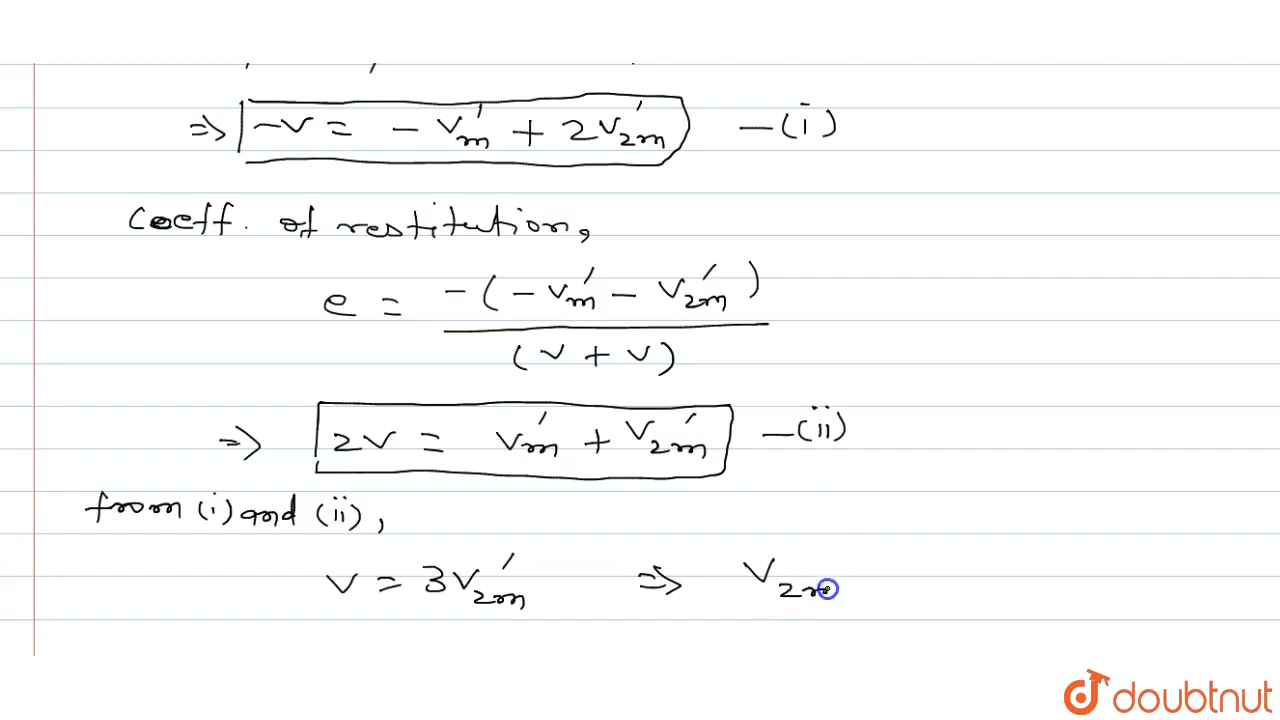 => -v = - v'm + 2v'2m -(i)
Coeff. of restitution,
e = -(-v'm - v'2m) / (v + v)
=> 2v = v'm + v'2m -(ii)
from (i) and (ii),
v = 3v'2m => v2m
doubtnut